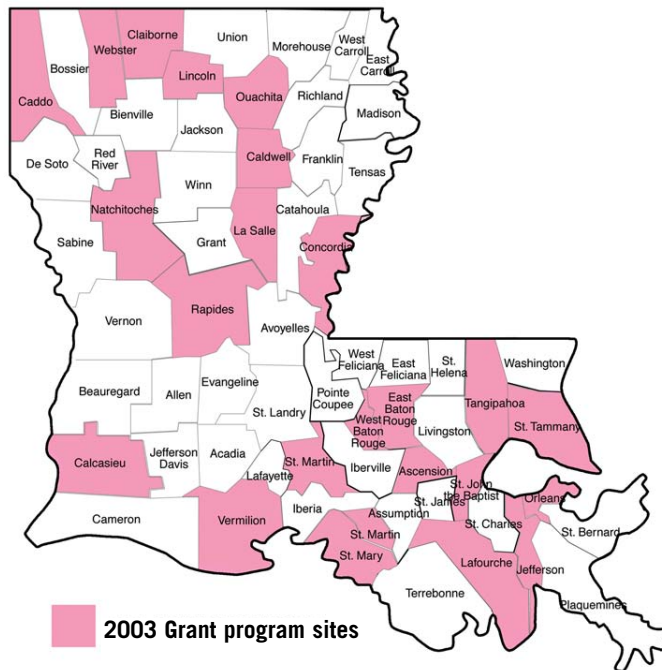 Union
Morehouse
West
Carroll
East
Carroll
Claiborne
Webster
Bossier
Lincoln
Caddo
Ouachita
Richland
Madison
Bienville
Jackson
De Soto
Red
River
Caldwell
Franklin
Tensas
Winn
Natchitoches
Catahoula
La Salle
Sabine
Grant
Concordia
Rapides
Vernon
Avoyelles
West
Feliciana
East
Feliciana
St.
Helena
Washington
Beauregard
Allen
Evangeline
Pointe
Coupee
St. Landry
East
Baton
Rouge
West
Baton
Rouge
Tangipahoa
St. Tammany
Livingston
Calcasieu
Jefferson
Davis
Acadia
Lafayette
St. Martin
Iberville
Ascension
St. John
the Baptist
St. James
Orleans
Cameron
Vermilion
Iberia
Assumption
St. Martin
St. Charles
St. Bernard
St. Mary
Lafourche
Jefferson
Terrebonne
Plaquemines
2003 Grant program sites